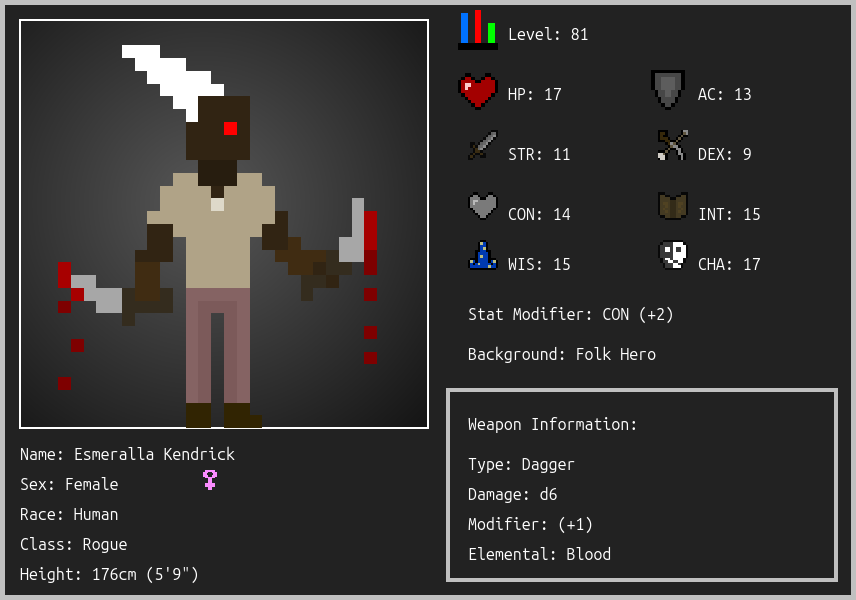 Level: 81
HP: 17
AC: 13
STR: 11
DEX: 9
CON: 14
INT: 15
WIS: 15
CHA: 17
Stat Modifier: CON (+2)
Background: Folk Hero
Weapon Information:
Type: Dagger
Damage: d6
Modifier: (+1)
Elemental: Blood
Name: Esmeralla Kendrick
Sex: Female
Race: Human
Class: Rogue
Height: 176cm (5'9")